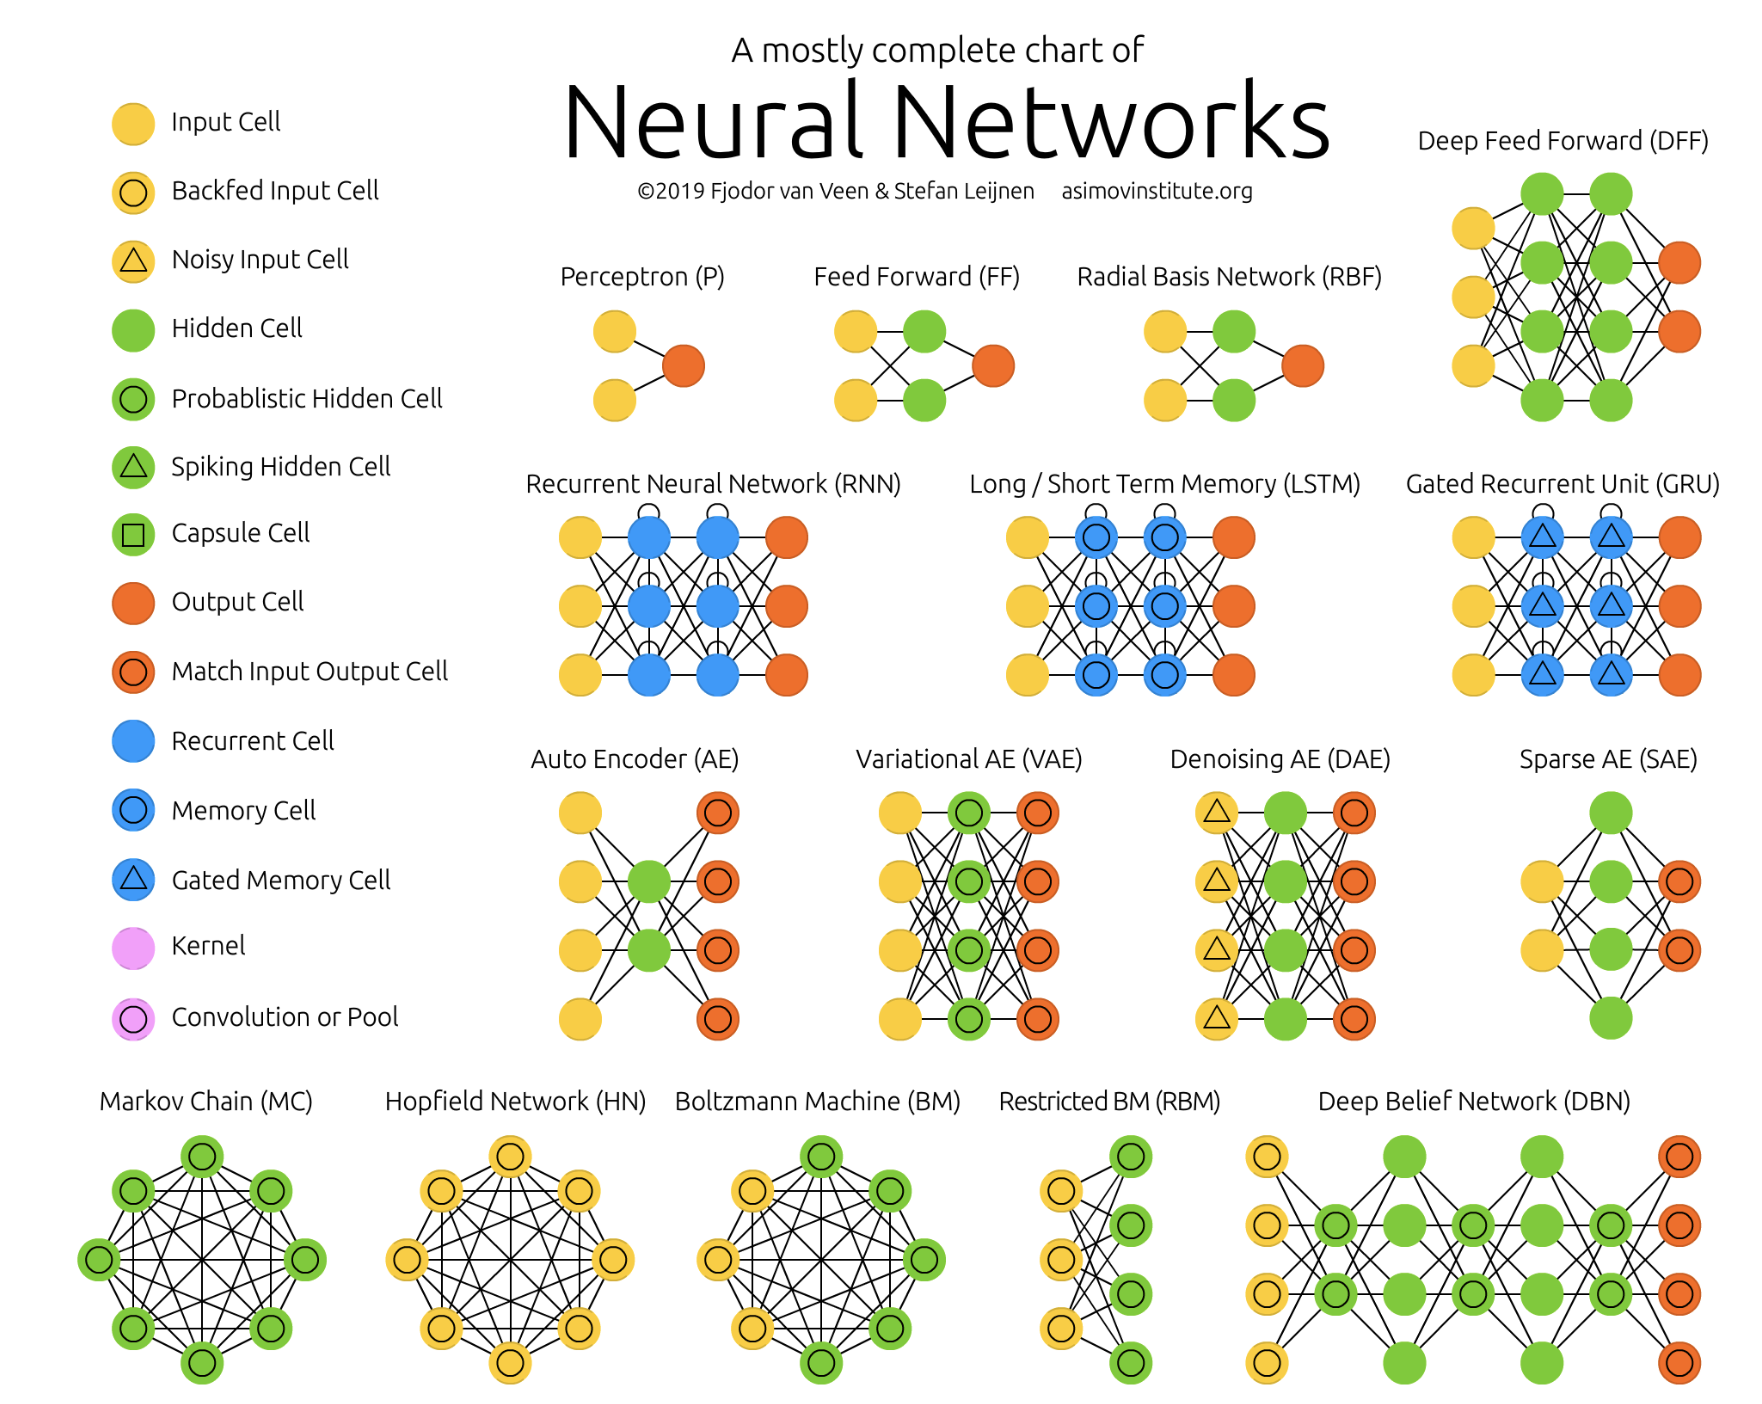 A mostly complete chart of
Neural Networks
©2019 Fjodor van Veen & Stefan Leijnen asimovinstitute.org
Input Cell
Backfed Input Cell
Noisy Input Cell
Hidden Cell
Probablistic Hidden Cell
Spiking Hidden Cell
Capsule Cell
Output Cell
Match Input Output Cell
Recurrent Cell
Memory Cell
Gated Memory Cell
Kernel
Convolution or Pool
Deep Feed Forward (DFF)
Perceptron (P)
Feed Forward (FF)
Radial Basis Network (RBF)
Recurrent Neural Network (RNN)
Long / Short Term Memory (LSTM)
Gated Recurrent Unit (GRU)
Auto Encoder (AE)
Variational AE (VAE)
Denoising AE (DAE)
Sparse AE (SAE)
Markov Chain (MC)
Hopfield Network (HN)
Boltzmann Machine (BM)
Restricted BM (RBM)
Deep Belief Network (DBN)